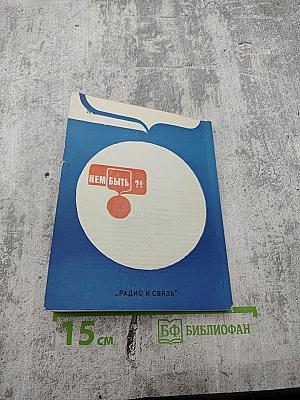 КЕМ БЫТЬ ?!
„РАДИО И СВЯЗЬ"
15 см
БФ БИБЛИОФАН